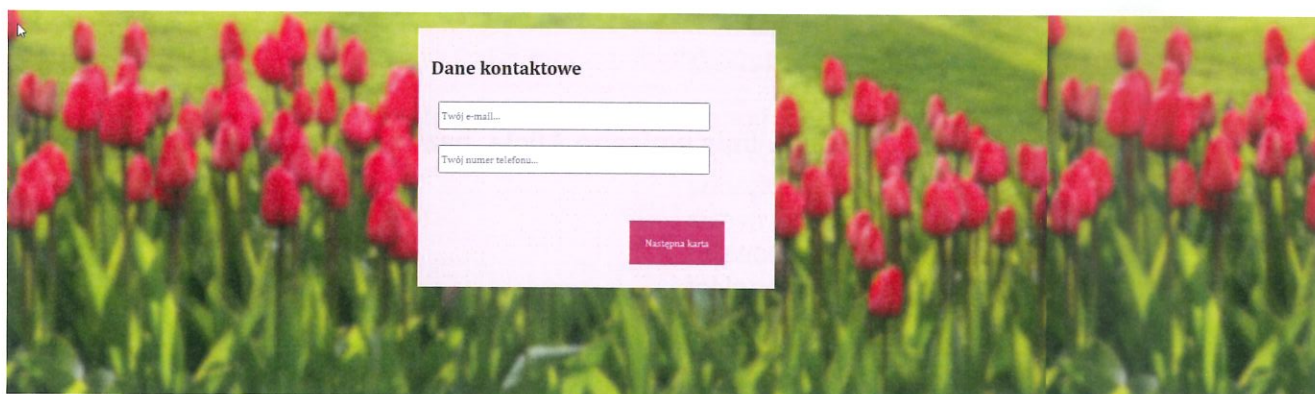 Dane kontaktowe
Twój e-mail...
Twój numer telefonu...
Następna karta